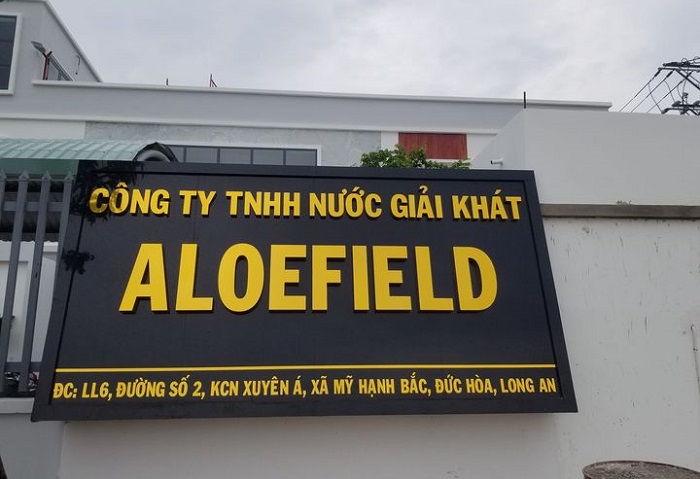 CÔNG TY TNHH NƯỚC GIẢI KHÁT
ALOEFIELD
ĐC: LL6, ĐƯỜNG SỐ 2, KCN XUYÊN Á, XÃ MỸ HẠNH BẮC, ĐỨC HÒA, LONG AN